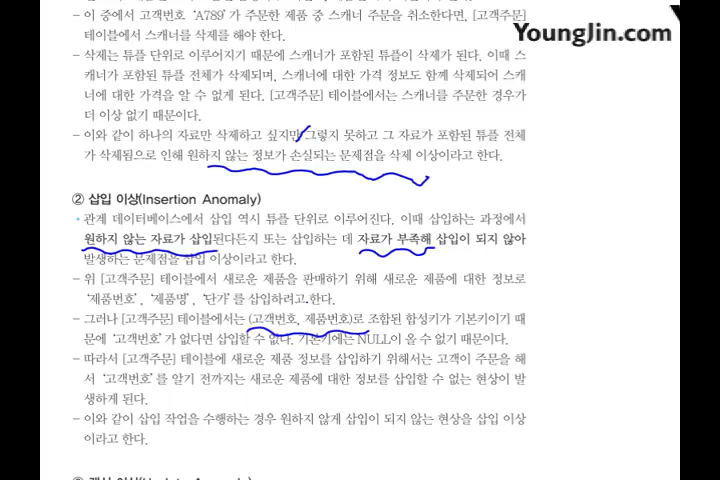 - 이 중에서 고객번호 'A789'가 주문한 제품 중 스캐너 주문을 취소한다면, [고객주문]
YoungJin.com
테이블에서 스캐너를 삭제를 해야 한다.
- 삭제는 튜플 단위로 이루어지기 때문에 스캐너가 포함된 튜플이 삭제가 된다. 이때 스
캐너가 포함된 튜플 전체가 삭제되며, 스캐너에 대한 가격 정보도 함께 삭제되어 스캐
너에 대한 가격을 알 수 없게 된다. [고객주문] 테이블에서는 스캐너를 주문한 경우가
더 이상 없기 때문이다.
- 이와 같이 하나의 자료만 삭제하고 싶지만 그렇지 못하고 그 자료가 포함된 튜플 전체
가 삭제됨으로 인해 원하지 않는 정보가 손실되는 문제점을 삭제 이상이라고 한다.
② 삽입 이상(Insertion Anomaly)
• 관계 데이터베이스에서 삽입 역시 튜플 단위로 이루어진다. 이때 삽입하는 과정에서
원하지 않는 자료가 삽입된다든지 또는 삽입하는 데 자료가 부족해 삽입이 되지 않아
발생하는 문제점을 삽입 이상이라고 한다.
- 위 [고객주문] 테이블에서 새로운 제품을 판매하기 위해 새로운 제품에 대한 정보로
'제품번호', '제품명', '단가'를 삽입하려고 한다.
- 그러나 [고객주문] 테이블에서는 (고객번호, 제품번호)로 조합된 합성키가 기본키이기 때
문에 '고객번호'가 없다면 삽입할 수 없다. 기본키에는 NULL이 올 수 없기 때문이다.
- 따라서 [고객주문] 테이블에 새로운 제품 정보를 삽입하기 위해서는 고객이 주문을 해
서 '고객번호'를 알기 전까지는 새로운 제품에 대한 정보를 삽입할 수 없는 현상이 발
생하게 된다.
- 이와 같이 삽입 작업을 수행하는 경우 원하지 않게 삽입이 되지 않는 현상을 삽입 이상
이라고 한다.